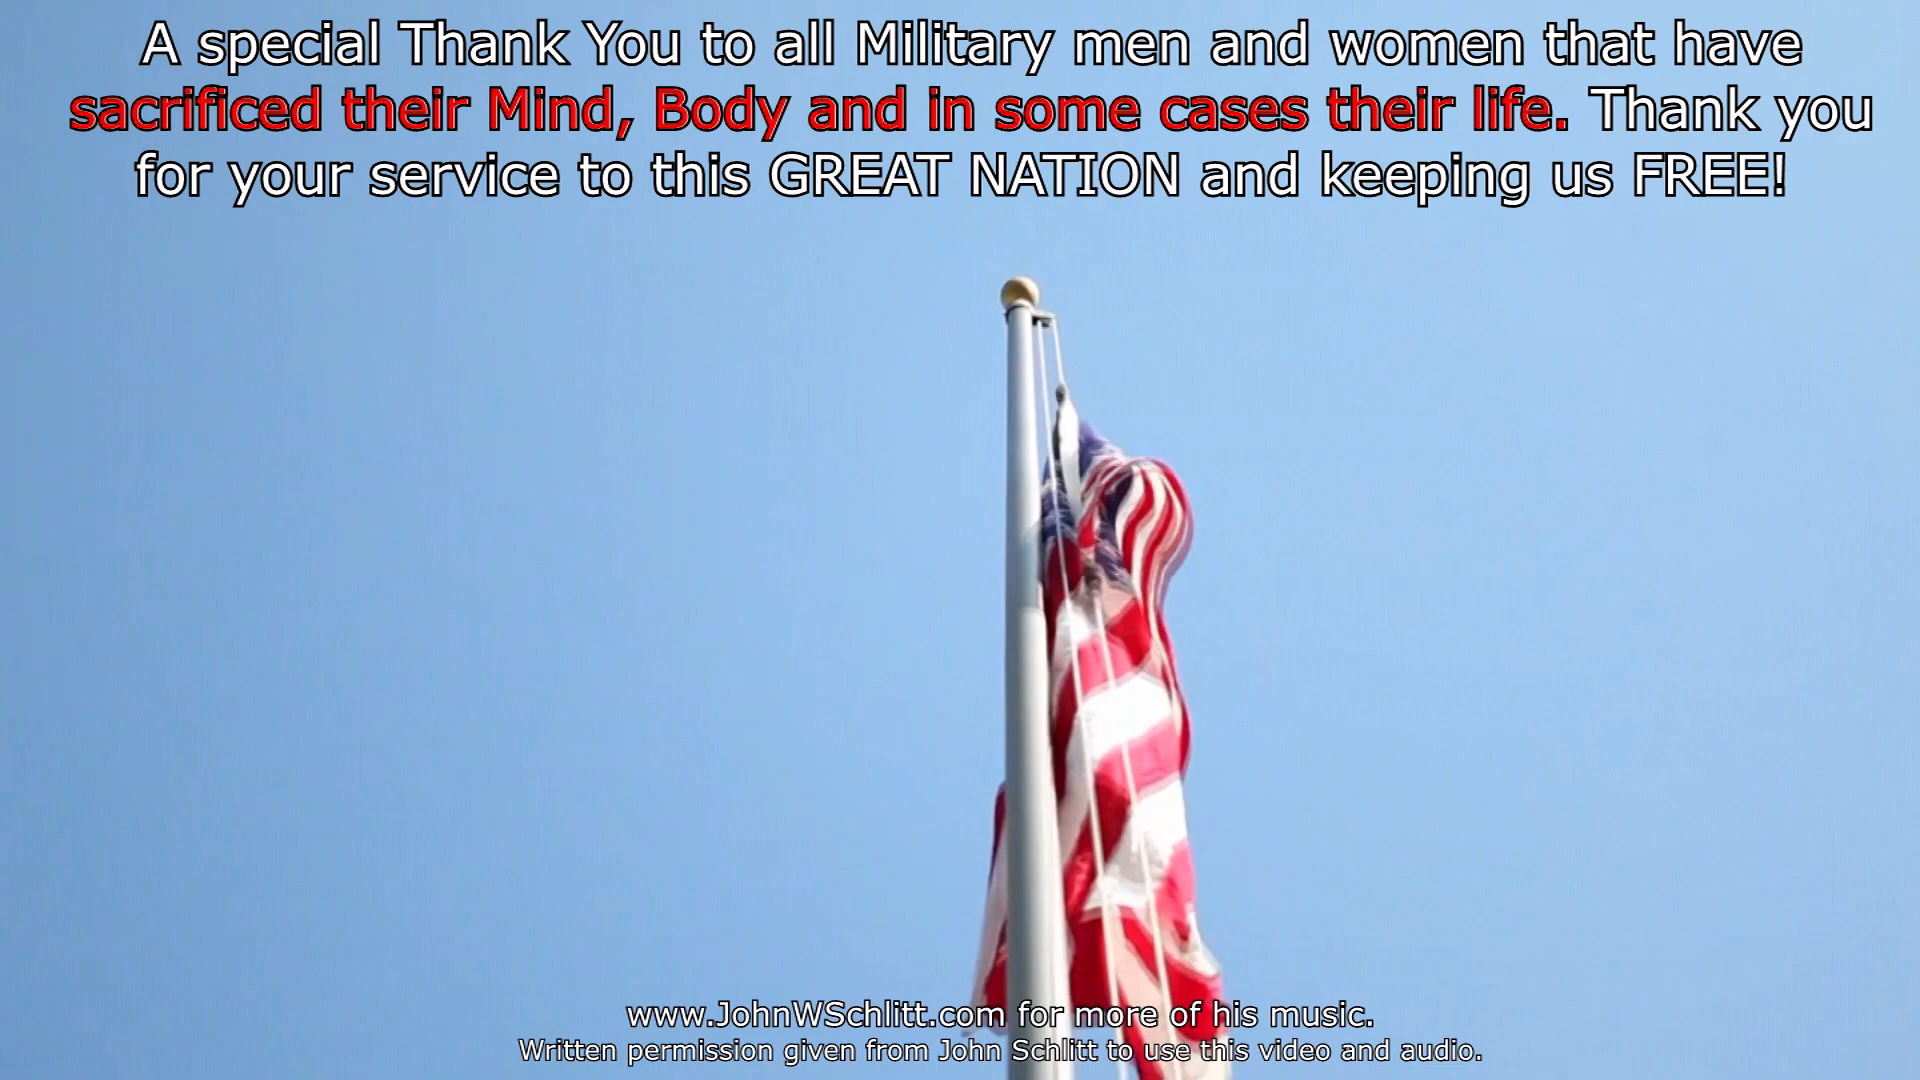 A special Thank You to all Military men and women that have
sacrificed their Mind, Body and in some cases their life. Thank you
for your service to this GREAT NATION and keeping us FREE!
www.JohnWSchlitt.com for more of his music.
Written permission given from John Schlitt to use this video and audio.